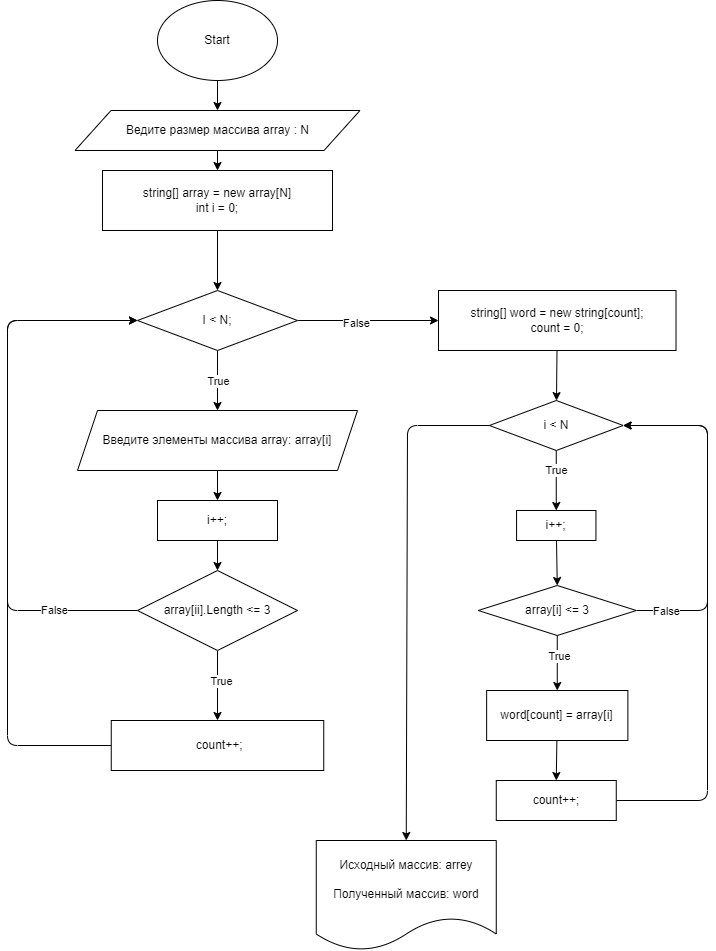 Start
Ведите размер массива array : N
string[] array = new array[N]
int i = 0;
I < N;
False
True
Введите элементы массива array: array[i]
i++;
array[ii].Length <= 3
False
True
count++;
string[] word = new string[count];
count = 0;
i < N
True
i++;
array[i] <= 3
False
True
word[count] = array[i]
count++;
Исходный массив: arrey
Полученный массив: word